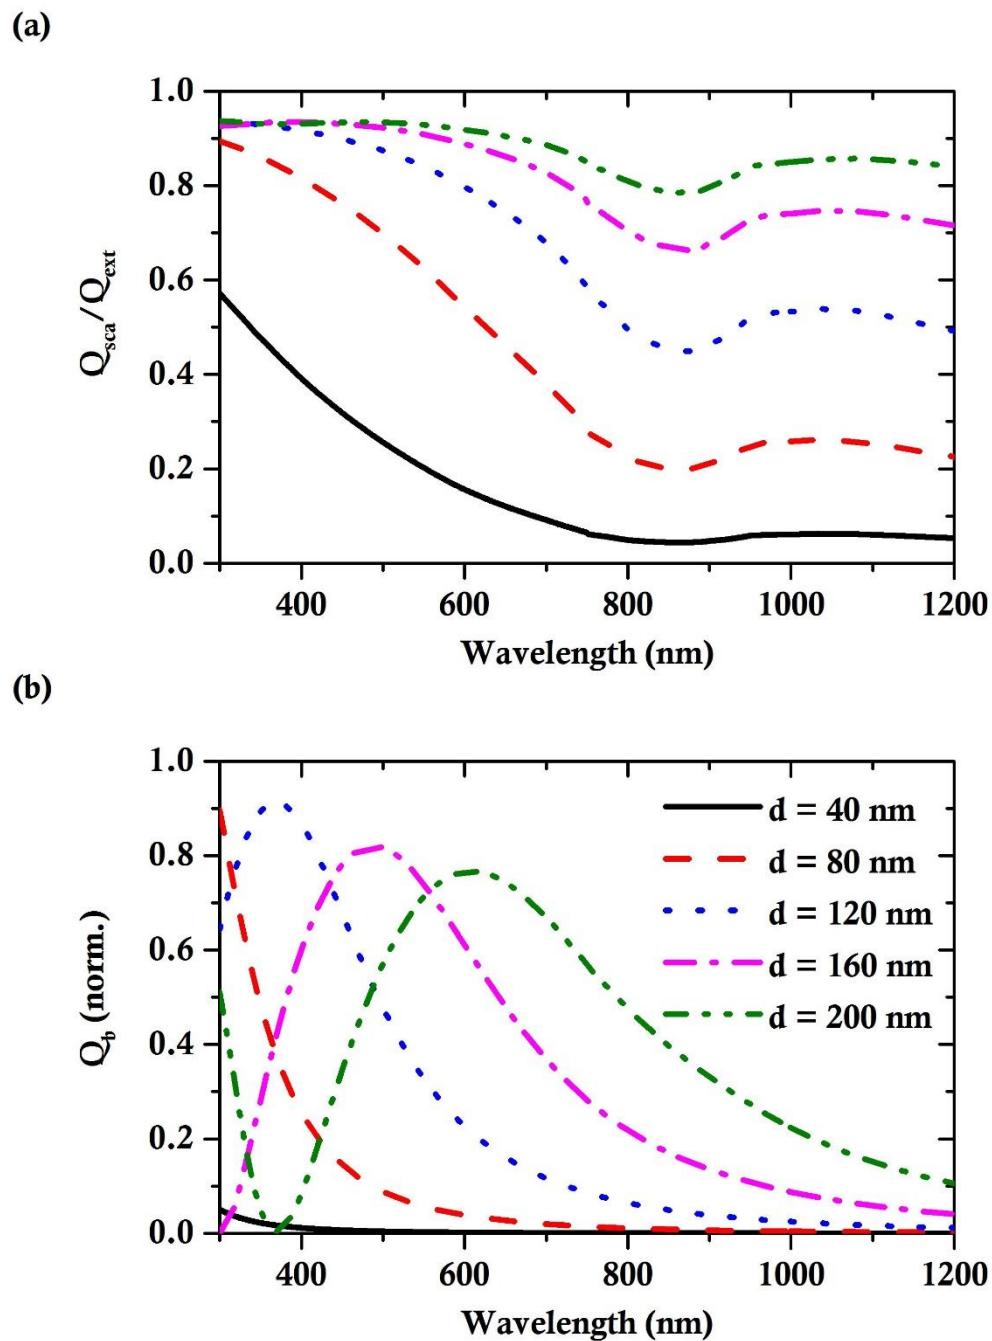 (a)
1.0
0.8
0.6
0.4
0.2
0.0
Q_sca/Q_ext
400 600 800 1000 1200
Wavelength (nm)
(b)
1.0
0.8
0.6
0.4
0.2
0.0
Q_b (norm.)
d = 40 nm
d = 80 nm
d = 120 nm
d = 160 nm
d = 200 nm
400 600 800 1000 1200
Wavelength (nm)